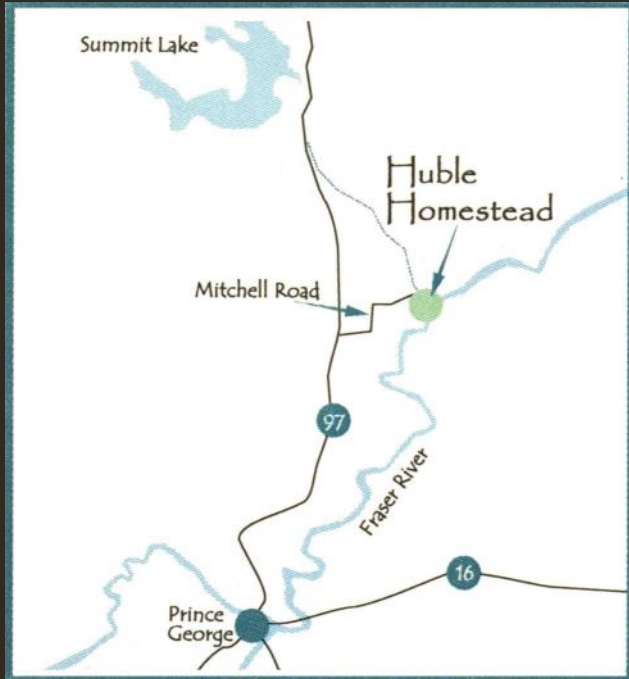 Summit Lake
Huble
Homestead
Mitchell Road
97
Fraser River
16
Prince
George